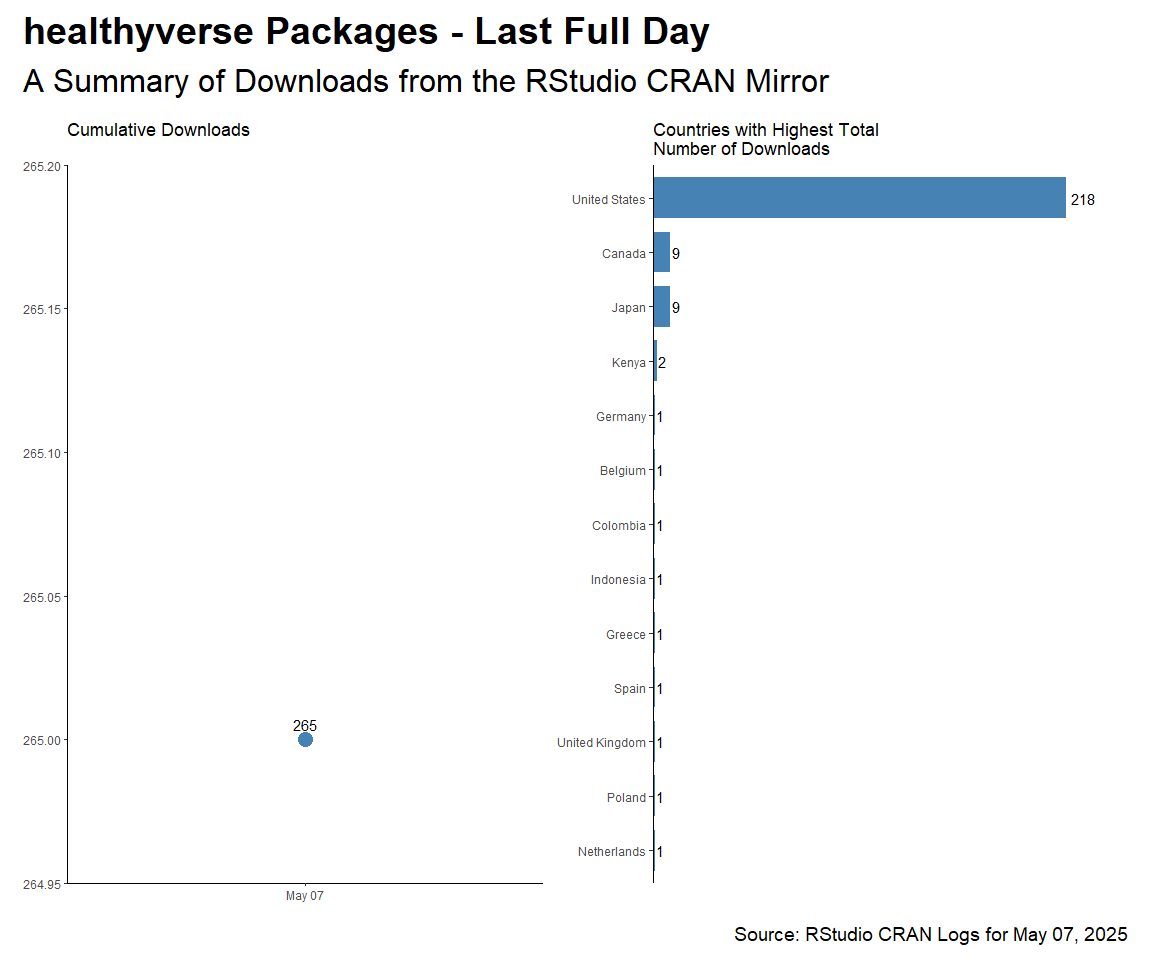 healthyverse Packages - Last Full Day
A Summary of Downloads from the RStudio CRAN Mirror
Cumulative Downloads
265.20
265.15
265.10
265.05
265.00
264.95
265
May 07
Countries with Highest Total
Number of Downloads
United States 218
Canada 9
Japan 9
Kenya 2
Germany 1
Belgium 1
Colombia 1
Indonesia 1
Greece 1
Spain 1
United Kingdom 1
Poland 1
Netherlands 1
Source: RStudio CRAN Logs for May 07, 2025